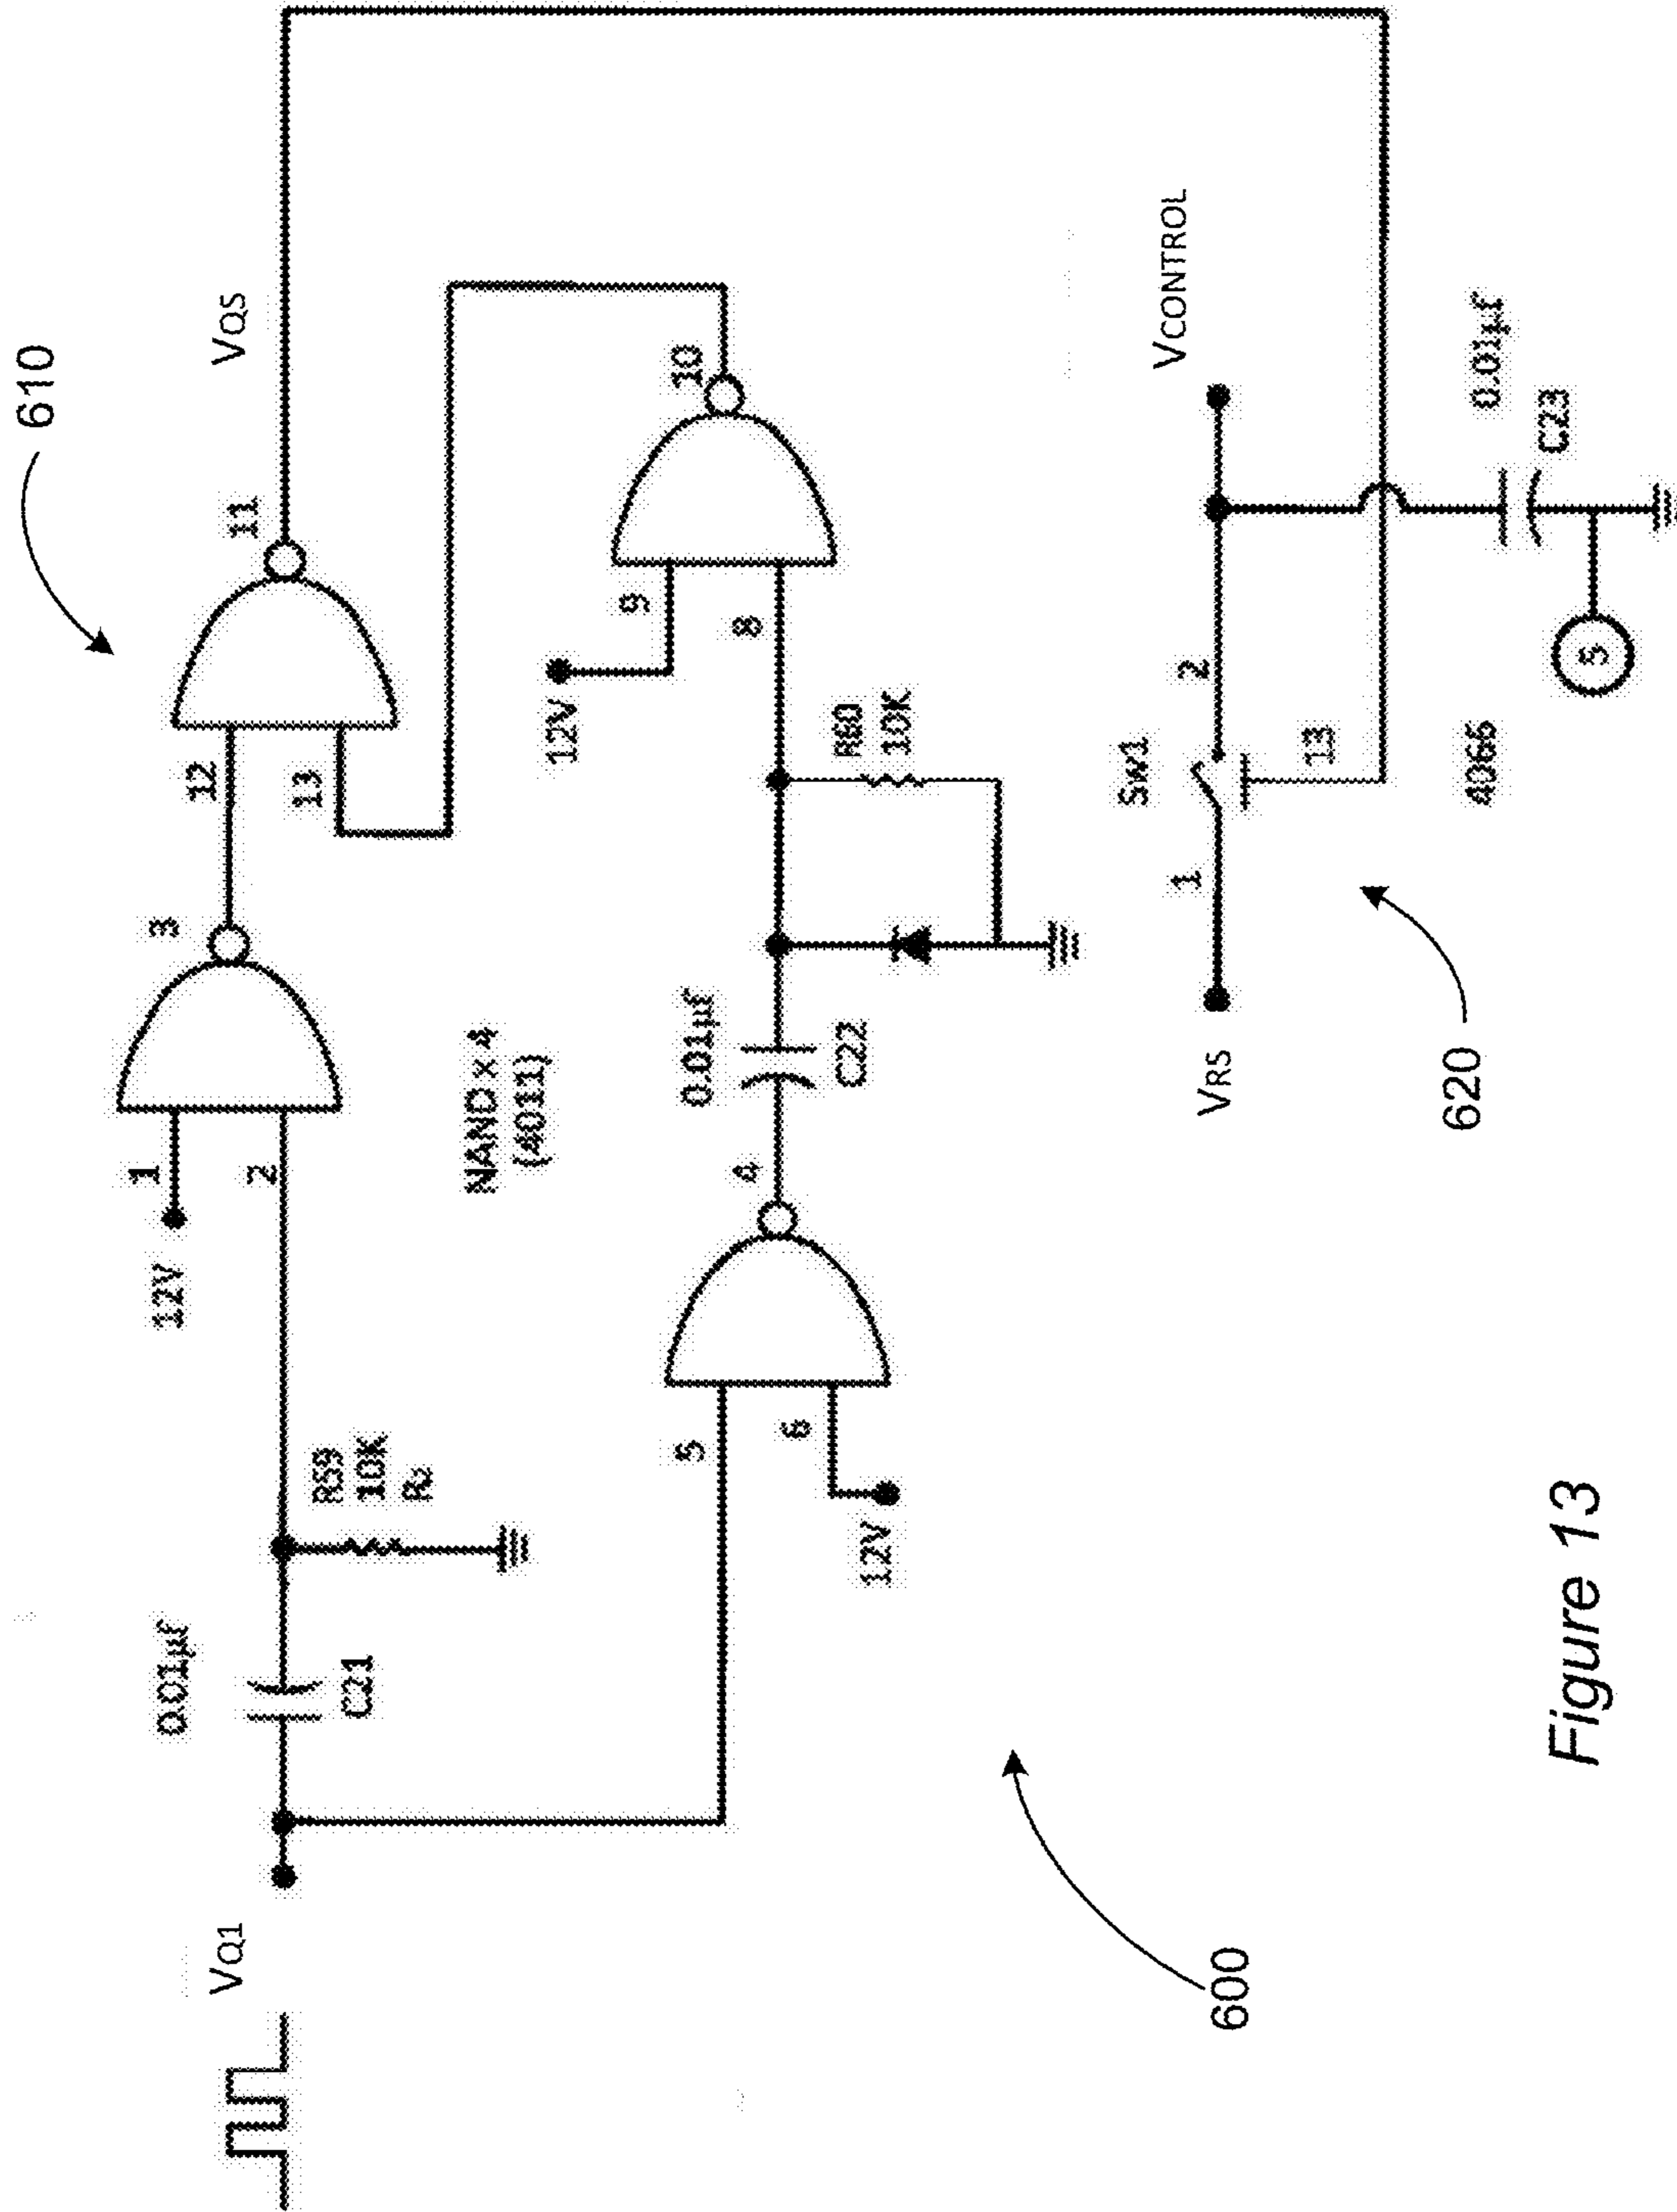 610
VQS
11
12
13
3
1
2
12V
10
9
8
12V
NAND x 4
(4011)
R60
10K
0.01µf
C22
4
5
6
12V
R59
10K
R2
0.01µf
C21
VQ1
VCONTROL
0.01µf
C23
S
2
Sw1
13
4066
1
VRS
620
600
Figure 13